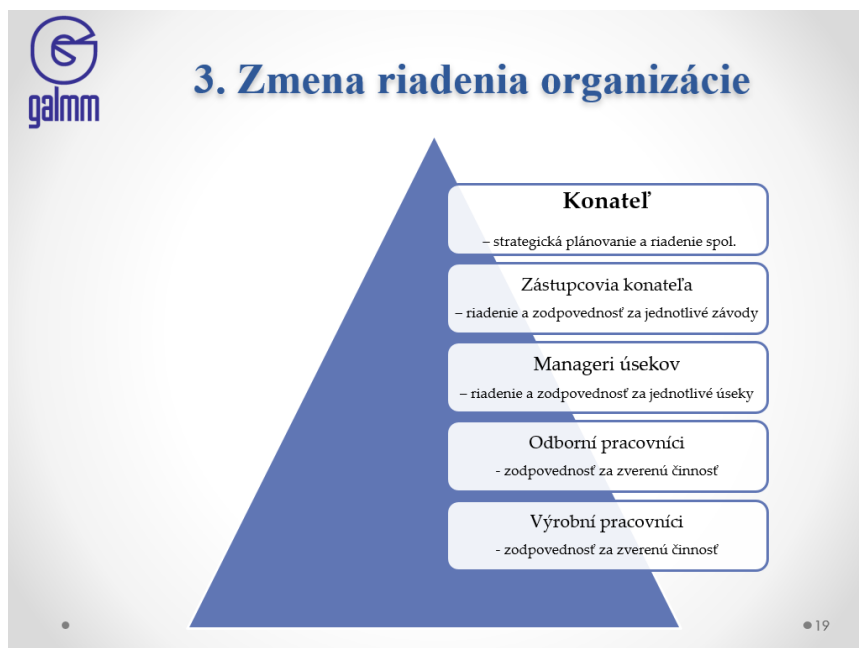 galmm
3. Zmena riadenia organizácie
Konateľ
– strategická plánovanie a riadenie spol.
Zástupcovia konateľa
– riadenie a zodpovednosť za jednotlivé závody
Manageri úsekov
– riadenie a zodpovednosť za jednotlivé úseky
Odborní pracovníci
- zodpovednosť za zverenú činnosť
Výrobní pracovníci
- zodpovednosť za zverenú činnosť
19